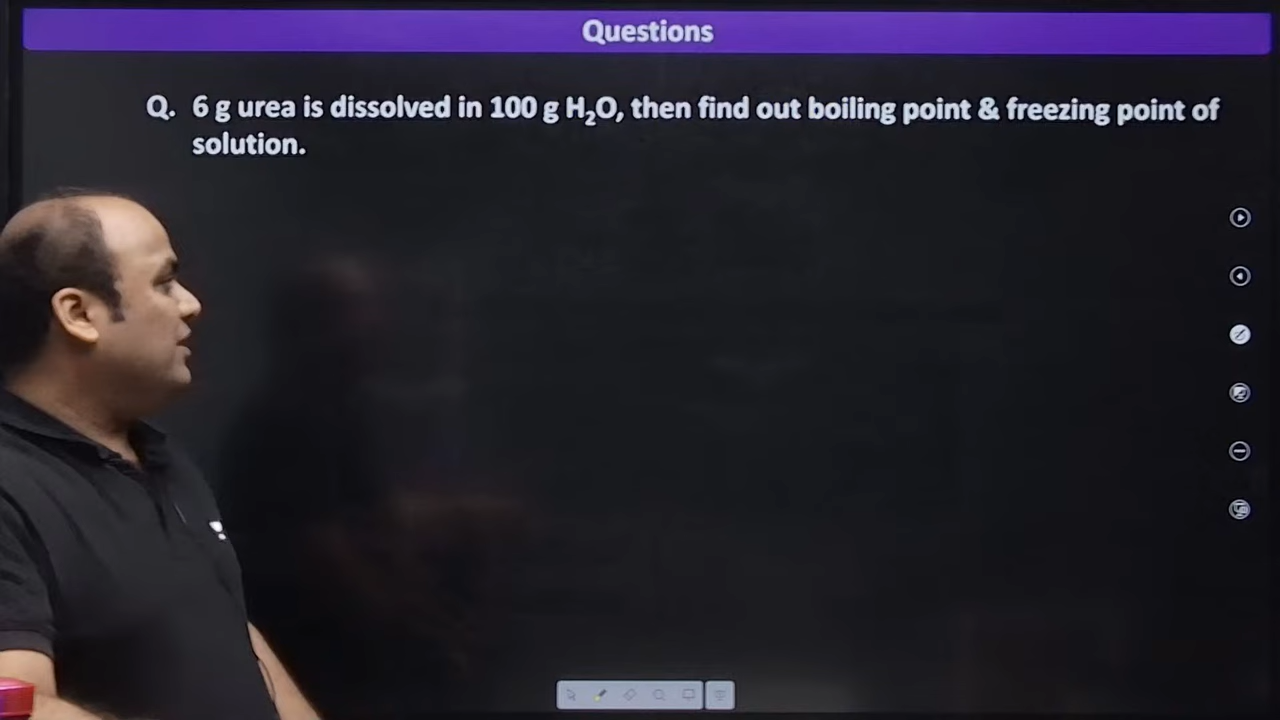 Questions
Q. 6 g urea is dissolved in 100 g H₂O, then find out boiling point & freezing point of
solution.